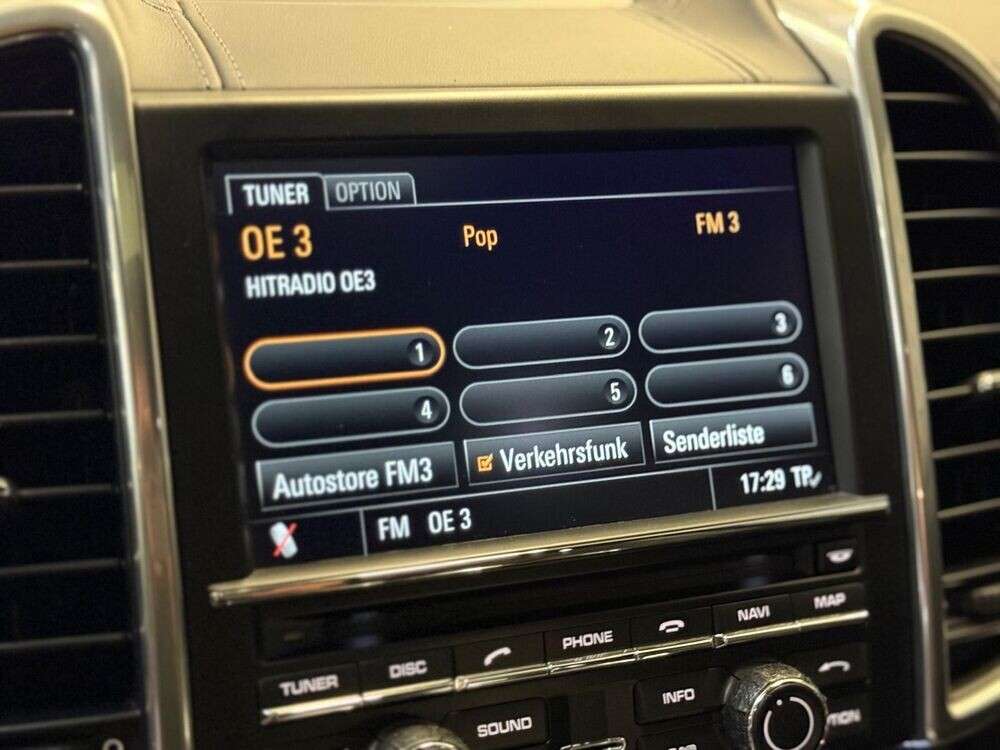 TUNER OPTION
OE 3 Pop FM 3
HITRADIO OE3
1 2 3
4 5 6
Autostore FM3 Verkehrsfunk Senderliste
FM OE 3 17:29 TP
TUNER DISC PHONE NAVI MAP
SOUND INFO